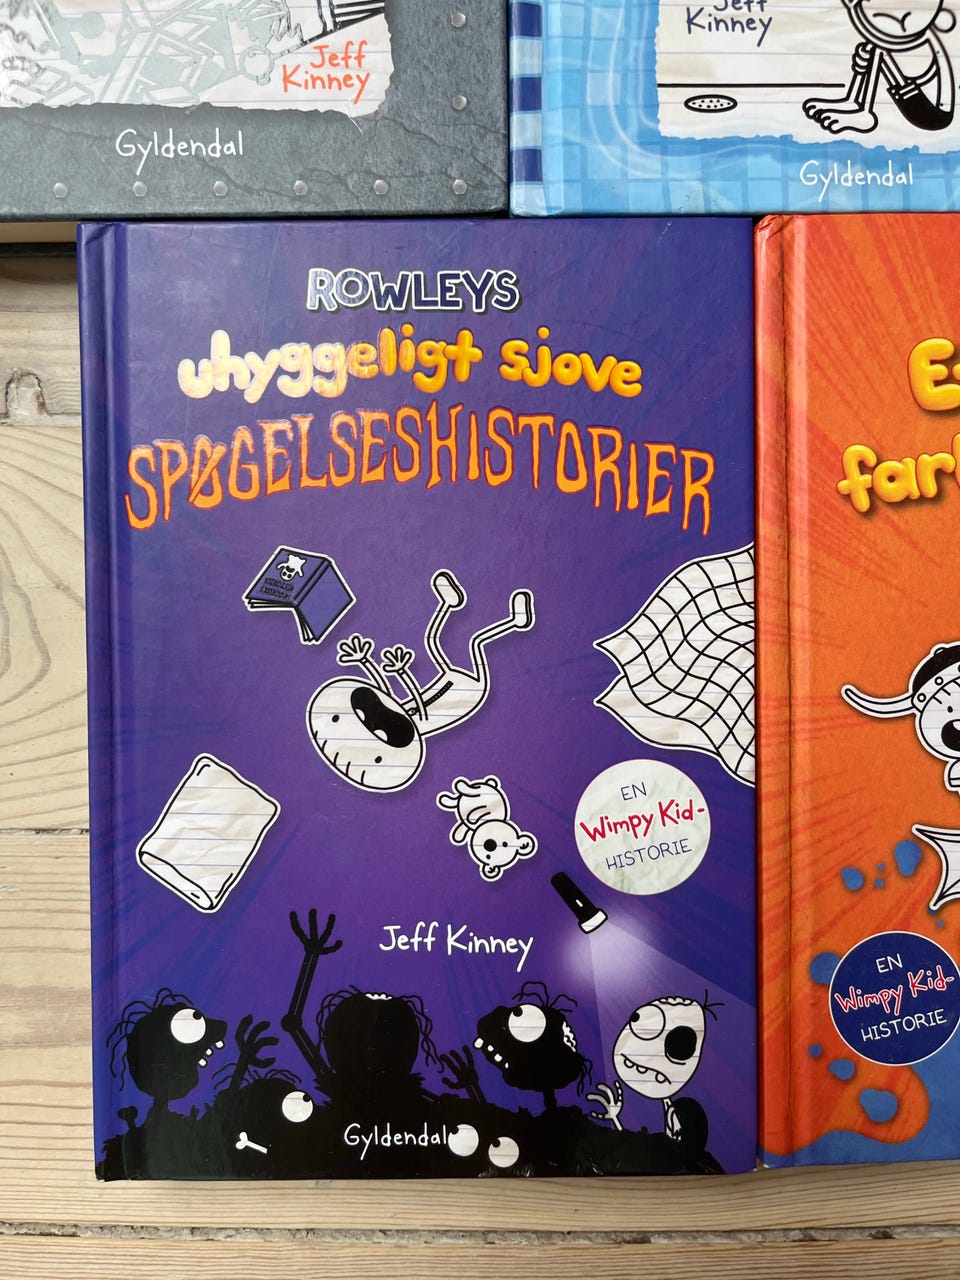 Jeff
Kinney
Gyldendal
Jeff
Kinney
Gyldendal
ROWLEYS
uhyggeligt sjove
SPØGELSESHISTORIER
EN
Wimpy Kid-
HISTORIE
Jeff Kinney
Gyldendal
EN
Wimpy Kid-
HISTORIE